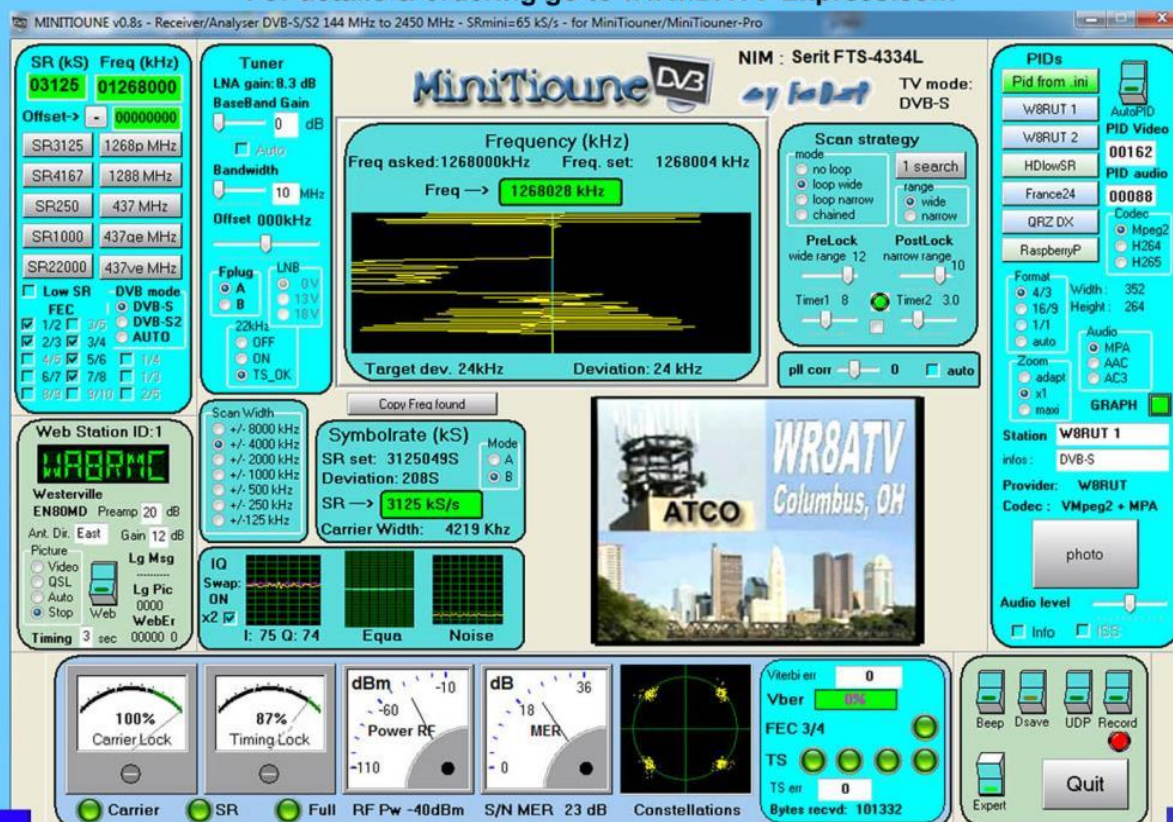 MINITIOUNE v0.8s - Receiver/Analyser DVB-S/S2 144 MHz to 2450 MHz - SRmini=65 kS/s - for MiniTiouner/MiniTiouner-Pro
SR (kS) Freq (kHz)
03125 01268000
Offset-> - 00000000
SR3125 1268p MHz
SR4167 1288 MHz
SR250 437 MHz
SR1000 437qe MHz
SR22000 437ve MHz
Low SR
FEC
1/2 3/5
2/3 3/4
4/5 5/6 1/4
6/7 7/8 1/3
8/9 9/10 2/5
DVB mode
DVB-S
DVB-S2
AUTO
Tuner
LNA gain: 8.3 dB
BaseBand Gain
0 dB
Auto
Bandwidth
10 MHz
Offset 000kHz
Fplug
A
B
LNB
0V
13V
18V
22kHz
OFF
ON
TS_OK
MiniTioune DVB
NIM : Serit FTS-4334L
TV mode:
DVB-S
Frequency (kHz)
Freq asked:1268000kHz Freq. set: 1268004 kHz
Freq —> 1268028 kHz
Target dev. 24kHz Deviation: 24 kHz
Scan strategy
mode
no loop
loop wide
loop narrow
chained
1 search
range
wide
narrow
PreLock PostLock
wide range 12 narrow range 10
Timer1 8 Timer2 3.0
pll corr 0 auto
PIDs
Pid from .ini
W8RUT 1
W8RUT 2
HDlowSR
France24
QRZ DX
RaspberryP
AutoPID
PID Video
00162
PID audio
00088
Codec
Mpeg2
H264
H265
Format
4/3
16/9
1/1
auto
Width : 352
Height : 264
Audio
MPA
AAC
AC3
Zoom
adapt
x1
maxi
GRAPH
Station W8RUT 1
infos : DVB-S
Provider: W8RUT
Codec : VMpeg2 + MPA
photo
Audio level
Info ISS
Web Station ID:1
WA8RMC
Westerville
EN80MD Preamp 20 dB
Ant. Dir. East Gain 12 dB
Picture
Video
QSL
Auto
Stop
Web
Lg Msg
Lg Pic
0000
WebEr
Timing 3 sec 00000 0
Scan Width
+/- 8000 kHz
+/- 4000 kHz
+/- 2000 kHz
+/- 1000 kHz
+/- 500 kHz
+/- 250 kHz
+/-125 kHz
Copy Freq found
Symbolrate (kS)
SR set: 3125049S
Deviation: 208S
SR —> 3125 kS/s
Carrier Width: 4219 Khz
Mode
A
B
IQ
Swap:
ON
x2
I: 75 Q: 74 Equa Noise
WR8ATV
Columbus, OH
ATCO
100%
Carrier Lock
87%
Timing Lock
dBm
-10
-60
Power RF
-110
dB
36
18
MER
0
Carrier SR Full RF Pw -40dBm S/N MER 23 dB Constellations
Viterbi err 0
Vber 0%
FEC 3/4
TS
TS err 0
Bytes recvd: 101332
Beep Dsave UDP Record
Expert
Quit